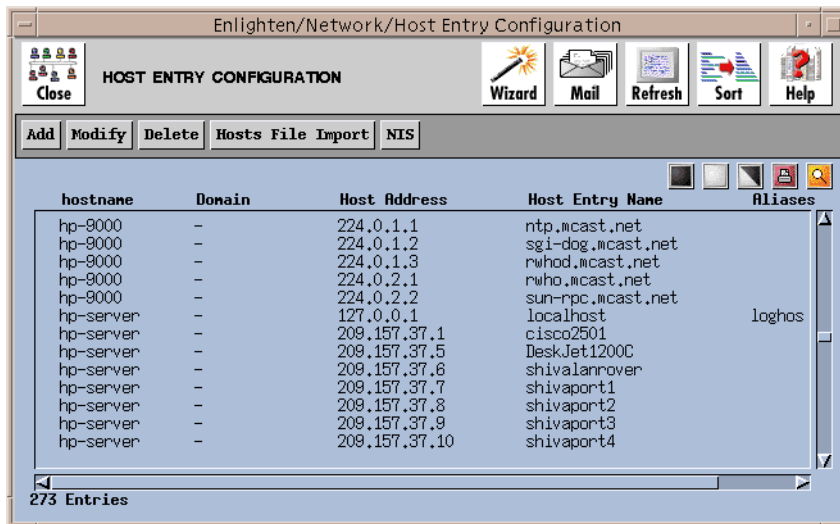 Enlighten/Network/Host Entry Configuration
Close HOST ENTRY CONFIGURATION Wizard Mail Refresh Sort Help
Add Modify Delete Hosts File Import NIS
hostname Domain Host Address Host Entry Name Aliases
hp-9000 - 224.0.1.1 ntp.mcast.net
hp-9000 - 224.0.1.2 sgi-dog.mcast.net
hp-9000 - 224.0.1.3 rwhod.mcast.net
hp-9000 - 224.0.2.1 rwho.mcast.net
hp-9000 - 224.0.2.2 sun-rpc.mcast.net
hp-server - 127.0.0.1 localhost loghos
hp-server - 209.157.37.1 cisco2501
hp-server - 209.157.37.5 DeskJet1200C
hp-server - 209.157.37.6 shivalanrover
hp-server - 209.157.37.7 shivaport1
hp-server - 209.157.37.8 shivaport2
hp-server - 209.157.37.9 shivaport3
hp-server - 209.157.37.10 shivaport4
273 Entries